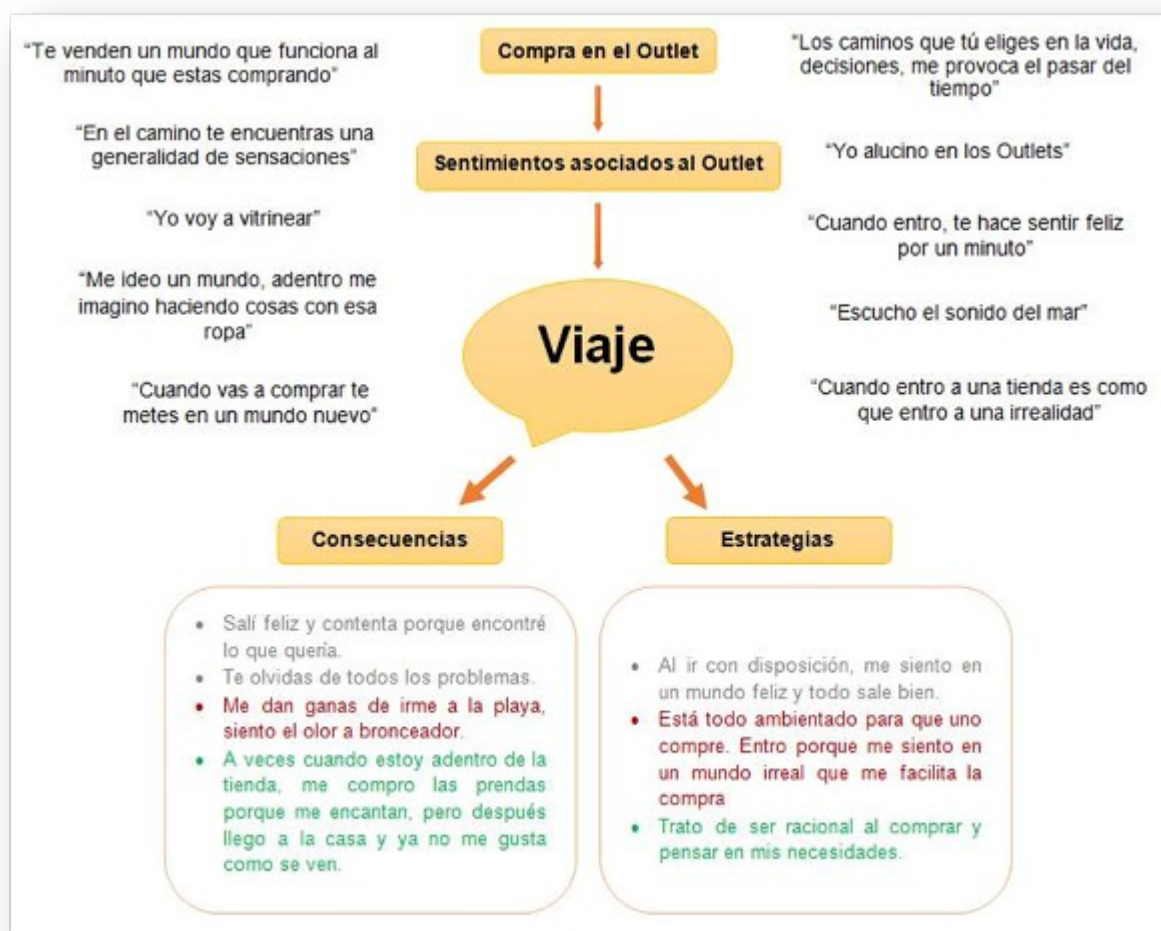 Compra en el Outlet
“Te venden un mundo que funciona al
minuto que estas comprando”
“En el camino te encuentras una
generalidad de sensaciones”
“Yo voy a vitrinear”
“Me ideo un mundo, adentro me
imagino haciendo cosas con esa
ropa”
“Cuando vas a comprar te
metes en un mundo nuevo”
Sentimientos asociados al Outlet
“Los caminos que tú eliges en la vida,
decisiones, me provoca el pasar del
tiempo”
“Yo alucino en los Outlets”
“Cuando entro, te hace sentir feliz
por un minuto”
“Escucho el sonido del mar”
“Cuando entro a una tienda es como
que entro a una irrealidad”
Viaje
Consecuencias
• Salí feliz y contenta porque encontré
lo que quería.
• Te olvidas de todos los problemas.
• Me dan ganas de irme a la playa,
siento el olor a bronceador.
• A veces cuando estoy adentro de la
tienda, me compro las prendas
porque me encantan, pero después
llego a la casa y ya no me gusta
como se ven.
Estrategias
• Al ir con disposición, me siento en
un mundo feliz y todo sale bien.
• Está todo ambientado para que uno
compre. Entro porque me siento en
un mundo irreal que me facilita la
compra
• Trato de ser racional al comprar y
pensar en mis necesidades.